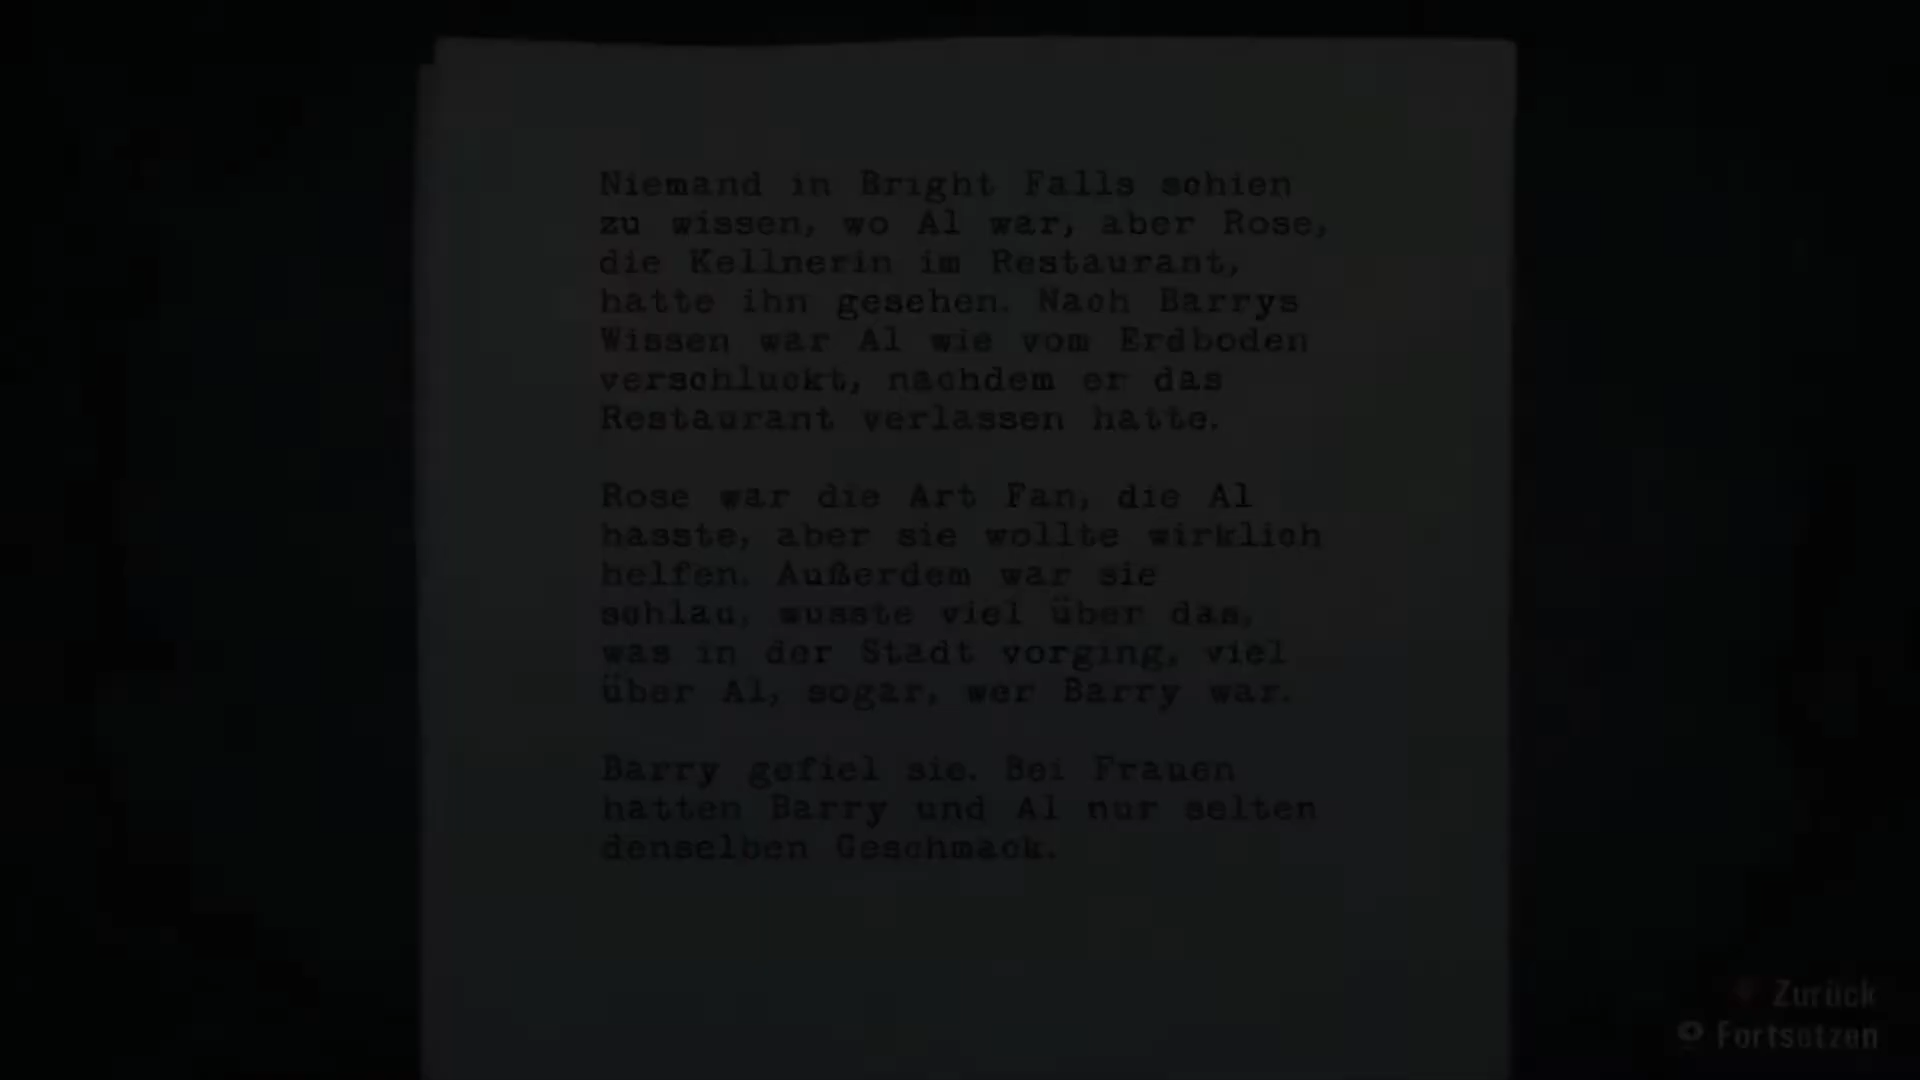 Niemand in Bright Falls schien
zu wissen, wo Al war, aber Rose,
die Kellnerin im Restaurant,
hatte ihn gesehen. Nach Barrys
Wissen war Al wie vom Erdboden
verschluckt, nachdem er das
Restaurant verlassen hatte.
Rose war die Art Fan, die Al
hasste, aber sie wollte wirklich
helfen. Außerdem war sie
schlau, wusste viel über das,
was in der Stadt vorging, viel
über Al, sogar, wer Barry war.
Barry gefiel sie. Bei Frauen
hatten Barry und Al nur selten
denselben Geschmack.
Zurück
Fortsetzen